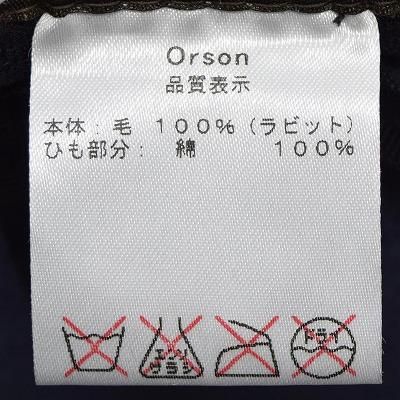 Orson
品質表示
本体：毛 １００％（ラビット）
ひも部分： 綿 １００％
エンソ
サラシ
ドライ